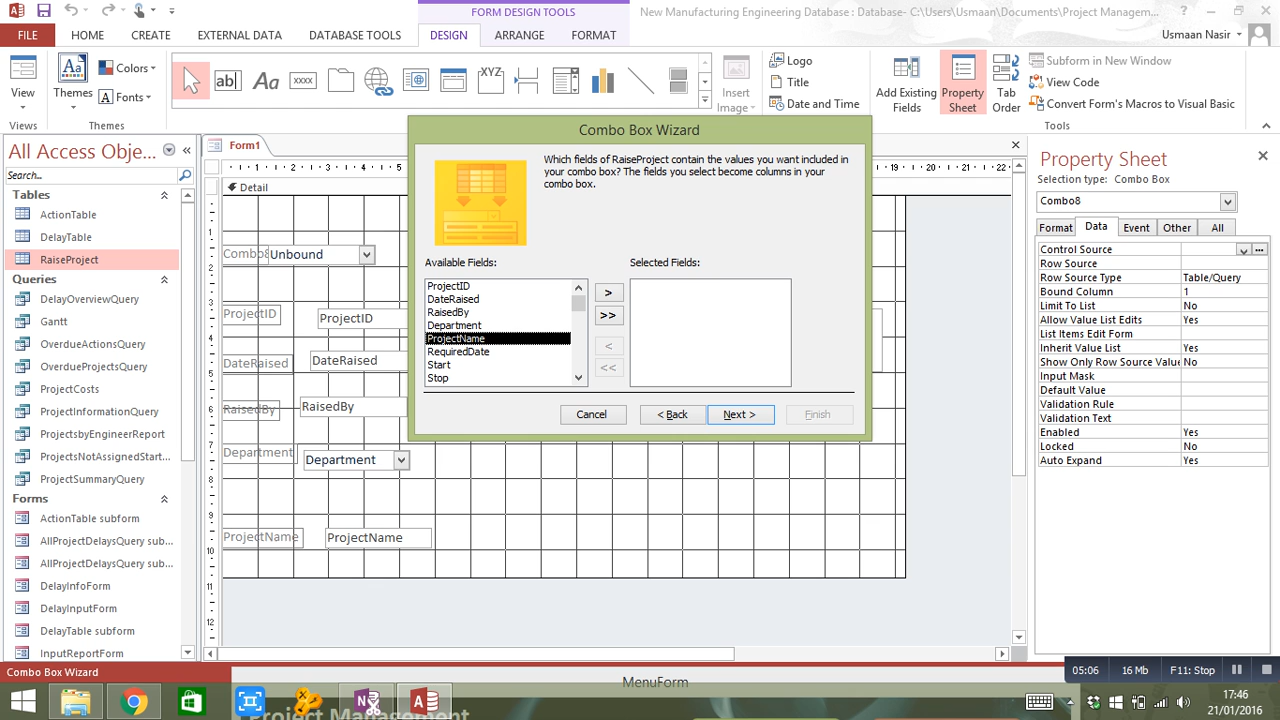 FORM DESIGN TOOLS
New Manufacturing Engineering Database : Database- C:\Users\Usmaan\Documents\Project Managem...
FILE HOME CREATE EXTERNAL DATA DATABASE TOOLS DESIGN ARRANGE FORMAT
Usmaan Nasir
View
Views
Themes
Colors
Fonts
Themes
ab|
Aa
xxxx
XYZ
Insert
Image
Logo
Title
Date and Time
Add Existing
Fields
Property
Sheet
Tab
Order
Subform in New Window
View Code
Convert Form's Macros to Visual Basic
Tools
All Access Obje...
Search...
Tables
ActionTable
DelayTable
RaiseProject
Queries
DelayOverviewQuery
Gantt
OverdueActionsQuery
OverdueProjectsQuery
ProjectCosts
ProjectInformationQuery
ProjectsbyEngineerReport
ProjectsNotAssignedStart...
ProjectSummaryQuery
Forms
ActionTable subform
AllProjectDelaysQuery sub...
AllProjectDelaysQuery sub...
DelayInfoForm
DelayInputForm
DelayTable subform
InputReportForm
Form1
Detail
Combo8 Unbound
ProjectID ProjectID
DateRaised DateRaised
RaisedBy RaisedBy
Department Department
ProjectName ProjectName
Combo Box Wizard
Which fields of RaiseProject contain the values you want included in
your combo box? The fields you select become columns in your
combo box.
Available Fields:
Selected Fields:
ProjectID
DateRaised
RaisedBy
Department
ProjectName
RequiredDate
Start
Stop
>
>>
<
<<
Cancel
< Back
Next >
Finish
Property Sheet
Selection type: Combo Box
Combo8
Format Data Event Other All
Control Source
Row Source
Row Source Type Table/Query
Bound Column 1
Limit To List No
Allow Value List Edits Yes
List Items Edit Form
Inherit Value List Yes
Show Only Row Source Value No
Input Mask
Default Value
Validation Rule
Validation Text
Enabled Yes
Locked No
Auto Expand Yes
Combo Box Wizard
MenuForm
05:06 16 Mb F11: Stop
Project Management
17:46
21/01/2016